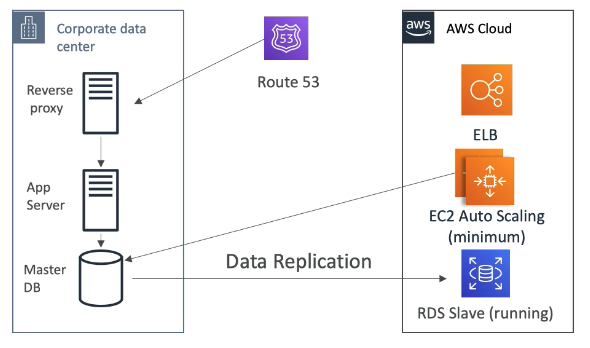 Corporate data
center
53
Route 53
aws
AWS Cloud
Reverse
proxy
ELB
App
Server
EC2 Auto Scaling
(minimum)
Master
DB
Data Replication
RDS Slave (running)